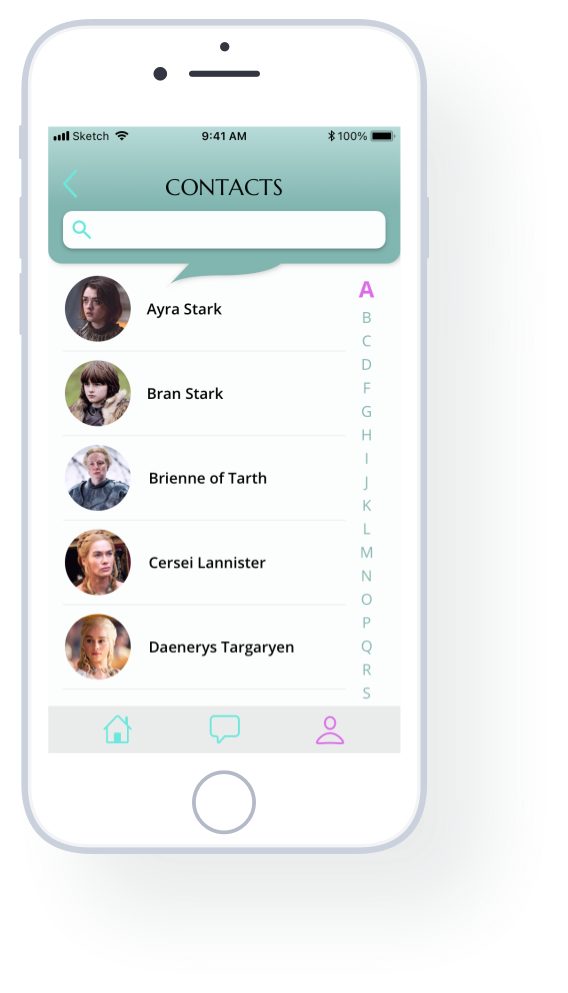 Sketch 9:41 AM 100%
CONTACTS
Ayra Stark
Bran Stark
Brienne of Tarth
Cersei Lannister
Daenerys Targaryen
A
B
C
D
F
G
H
I
J
K
L
M
N
O
P
Q
R
S